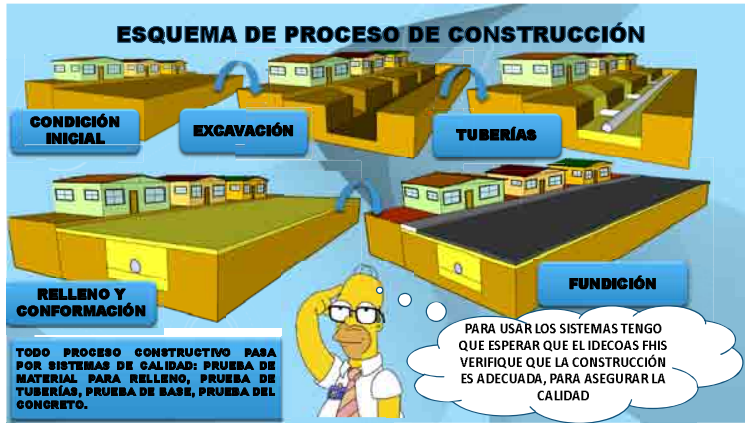 ESQUEMA DE PROCESO DE CONSTRUCCIÓN
CONDICIÓN
INICIAL
EXCAVACIÓN
TUBERÍAS
RELLENO Y
CONFORMACIÓN
FUNDICIÓN
TODO PROCESO CONSTRUCTIVO PASA
POR SISTEMAS DE CALIDAD: PRUEBA DE
MATERIAL PARA RELLENO, PRUEBA DE
TUBERÍAS, PRUEBA DE BASE, PRUEBA DEL
CONCRETO.
PARA USAR LOS SISTEMAS TENGO
QUE ESPERAR QUE EL IDECOAS FHIS
VERIFIQUE QUE LA CONSTRUCCIÓN
ES ADECUADA, PARA ASEGURAR LA
CALIDAD